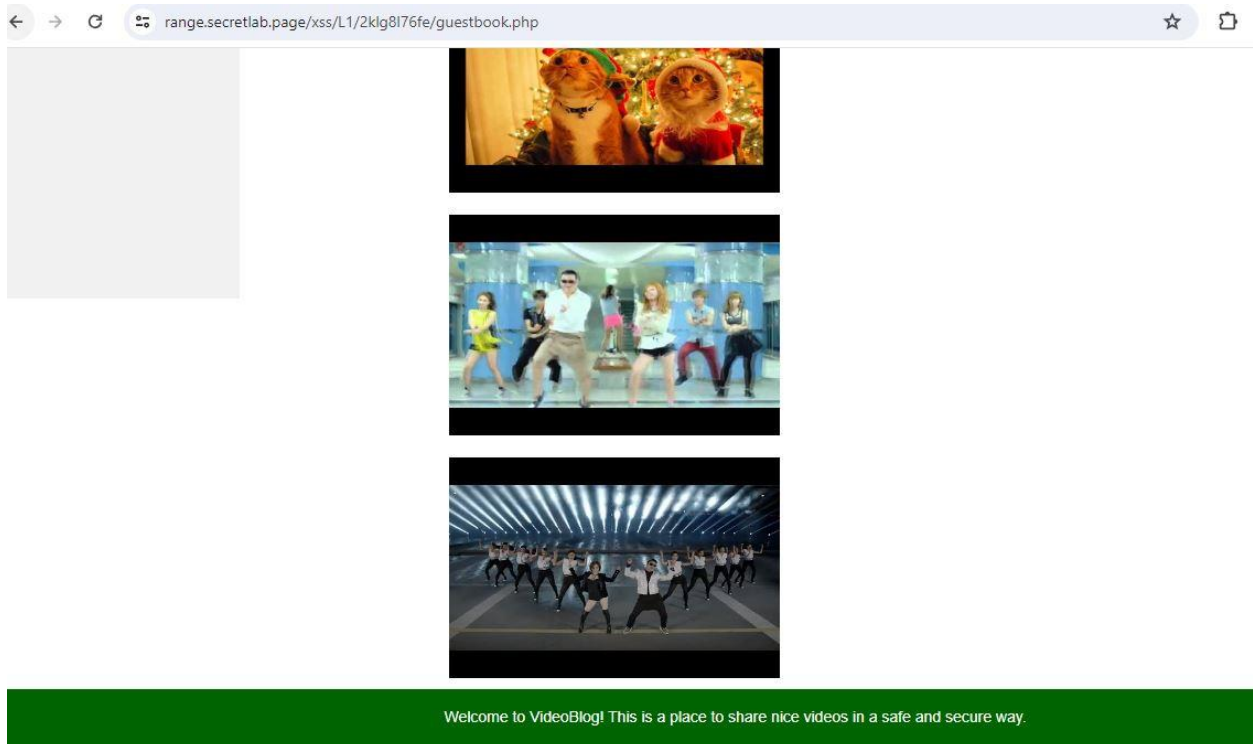 range.secretlab.page/xss/L1/2klg8l76fe/guestbook.php
Welcome to VideoBlog! This is a place to share nice videos in a safe and secure way.